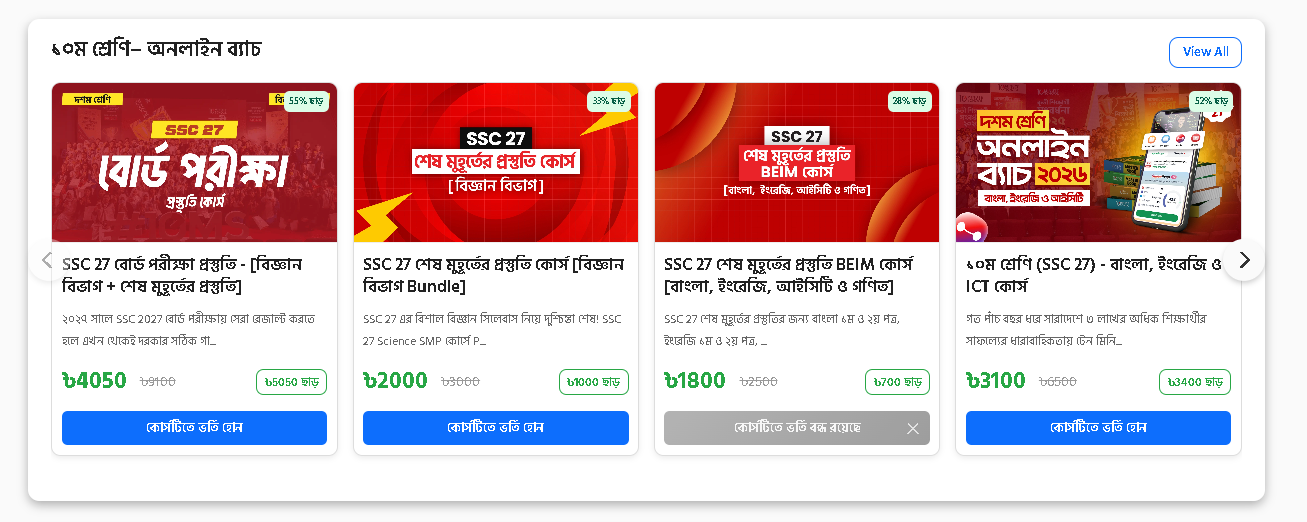 ১০ম শ্রেণি– অনলাইন ব্যাচ
View All
দশম শ্রেণি
55% ছাড়
SSC 27
বোর্ড পরীক্ষা
প্রস্তুতি কোর্স
SSC 27 বোর্ড পরীক্ষা প্রস্তুতি - [বিজ্ঞান
বিভাগ + শেষ মুহূর্তের প্রস্তুতি]
২০২৭ সালে SSC 2027 বোর্ড পরীক্ষায় সেরা রেজাল্ট করতে
হলে এখন থেকেই দরকার সঠিক গা...
৳4050 ৳9100 ৳5050 ছাড়
কোর্সটিতে ভর্তি হোন
33% ছাড়
SSC 27
শেষ মুহূর্তের প্রস্তুতি কোর্স
[বিজ্ঞান বিভাগ]
SSC 27 শেষ মুহূর্তের প্রস্তুতি কোর্স [বিজ্ঞান
বিভাগ Bundle]
SSC 27 এর বিশাল বিজ্ঞান সিলেবাস নিয়ে দুশ্চিন্তা শেষ! SSC
27 Science SMP কোর্সে P...
৳2000 ৳3000 ৳1000 ছাড়
কোর্সটিতে ভর্তি হোন
28% ছাড়
SSC 27
শেষ মুহূর্তের প্রস্তুতি
BEIM কোর্স
[বাংলা, ইংরেজি, আইসিটি ও গণিত]
SSC 27 শেষ মুহূর্তের প্রস্তুতি BEIM কোর্স
[বাংলা, ইংরেজি, আইসিটি ও গণিত]
SSC 27 শেষ মুহূর্তের প্রস্তুতির জন্য বাংলা ১ম ও ২য় পত্র,
ইংরেজি ১ম ও ২য় পত্র, ...
৳1800 ৳2500 ৳700 ছাড়
কোর্সটিতে ভর্তি বন্ধ রয়েছে
52% ছাড়
দশম শ্রেণি
অনলাইন
ব্যাচ ২০২৬
বাংলা, ইংরেজি ও আইসিটি
১০ম শ্রেণি (SSC 27) - বাংলা, ইংরেজি ও
ICT কোর্স
গত পাঁচ বছর ধরে সারাদেশে ৩ লাখের অধিক শিক্ষার্থীর
সাফল্যের ধারাবাহিকতায় টেন মিনি...
৳3100 ৳6500 ৳3400 ছাড়
কোর্সটিতে ভর্তি হোন